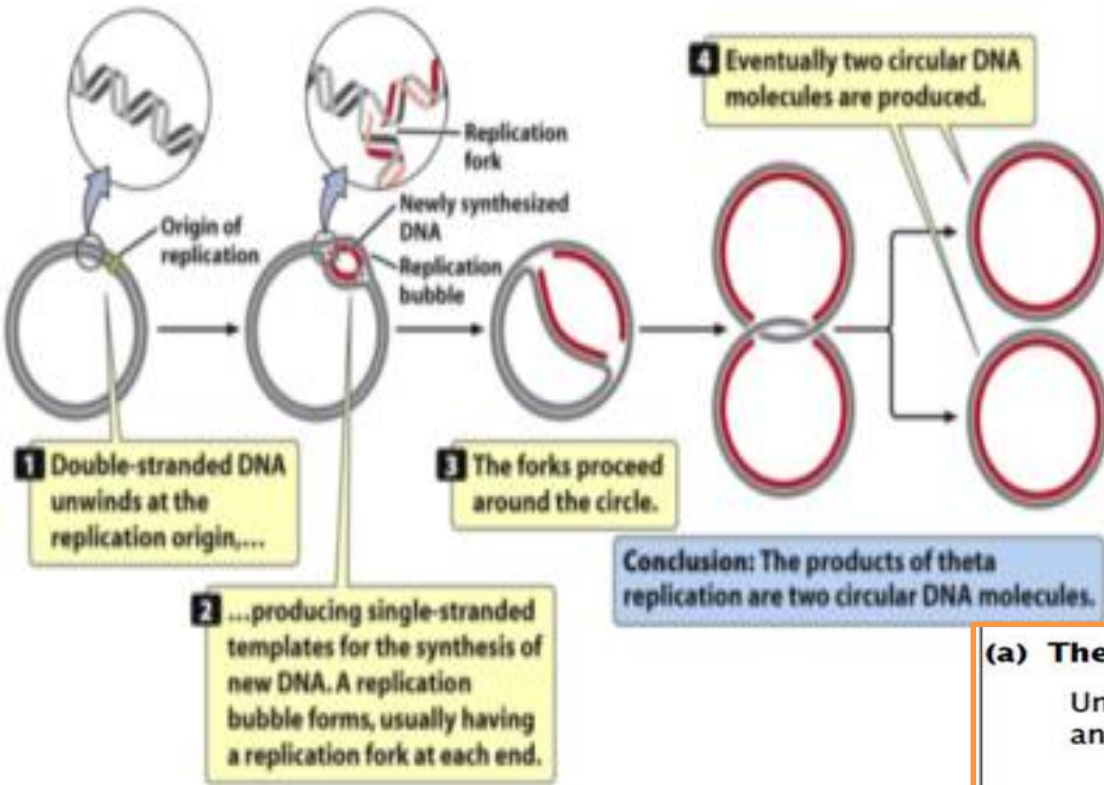 Origin of
replication
Replication
fork
Newly synthesized
DNA
Replication
bubble
1 Double-stranded DNA
unwinds at the
replication origin,...
2 ...producing single-stranded
templates for the synthesis of
new DNA. A replication
bubble forms, usually having
a replication fork at each end.
3 The forks proceed
around the circle.
4 Eventually two circular DNA
molecules are produced.
Conclusion: The products of theta
replication are two circular DNA molecules.
(a) The